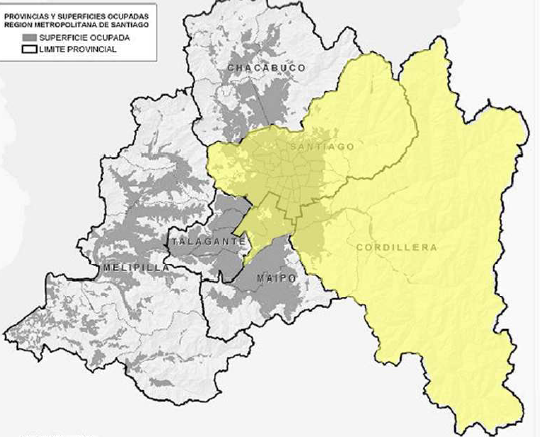 PROVINCIAS Y SUPERFICIES OCUPADAS
REGION METROPOLITANA DE SANTIAGO
SUPERFICIE OCUPADA
LIMITE PROVINCIAL
CHACABUCO
SANTIAGO
TALAGANTE
CORDILLERA
MELIPILLA
MAIPO